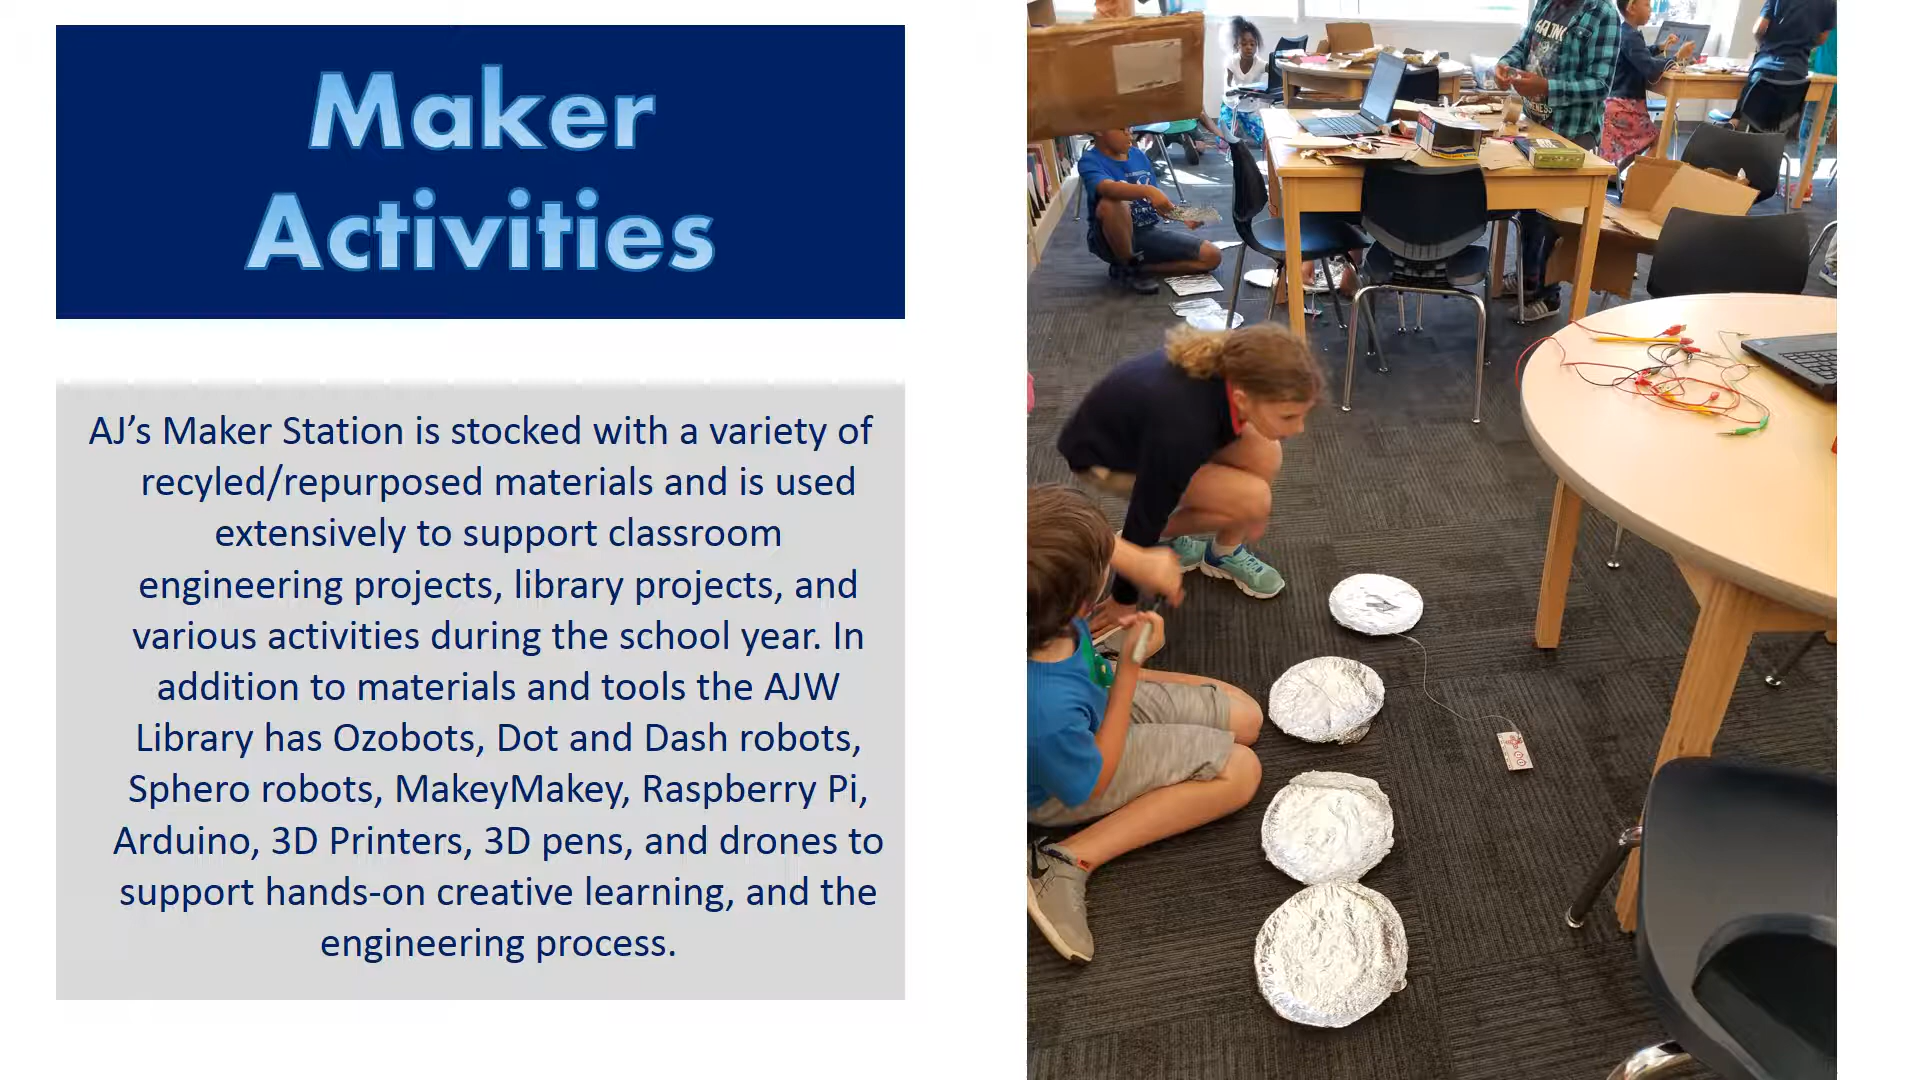 Maker
Activities
AJ’s Maker Station is stocked with a variety of
recyled/repurposed materials and is used
extensively to support classroom
engineering projects, library projects, and
various activities during the school year. In
addition to materials and tools the AJW
Library has Ozobots, Dot and Dash robots,
Sphero robots, MakeyMakey, Raspberry Pi,
Arduino, 3D Printers, 3D pens, and drones to
support hands-on creative learning, and the
engineering process.